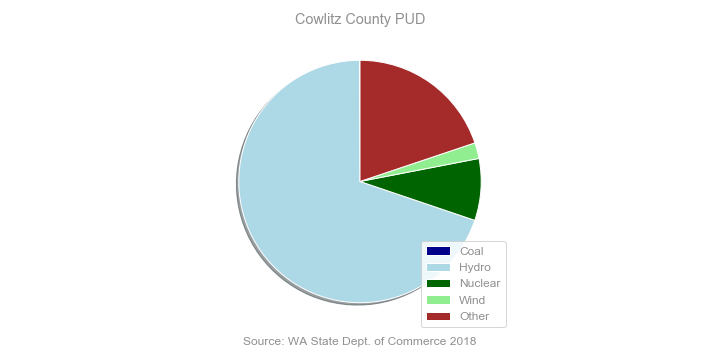 Cowlitz County PUD
Coal
Hydro
Nuclear
Wind
Other
Source: WA State Dept. of Commerce 2018